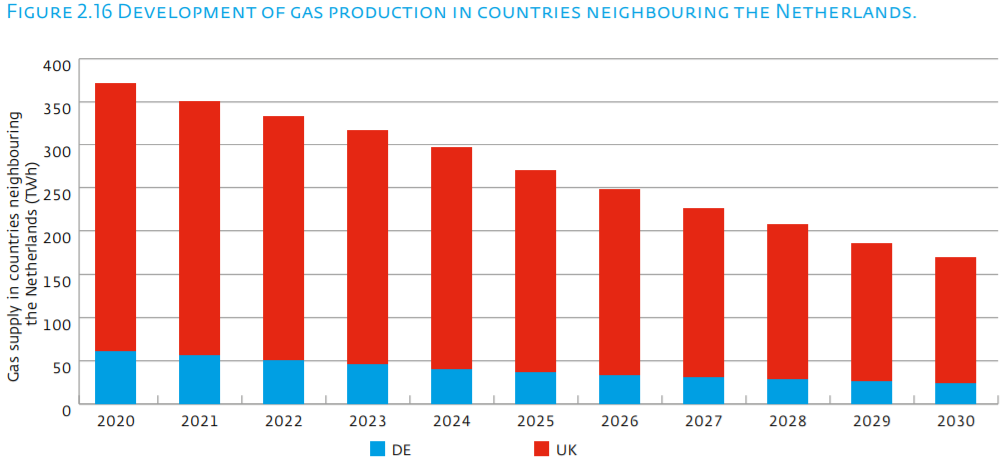 FIGURE 2.16 DEVELOPMENT OF GAS PRODUCTION IN COUNTRIES NEIGHBOURING THE NETHERLANDS.
Gas supply in countries neighbouring
the Netherlands (TWh)
400
350
300
250
200
150
100
50
0
2020 2021 2022 2023 2024 2025 2026 2027 2028 2029 2030
DE UK